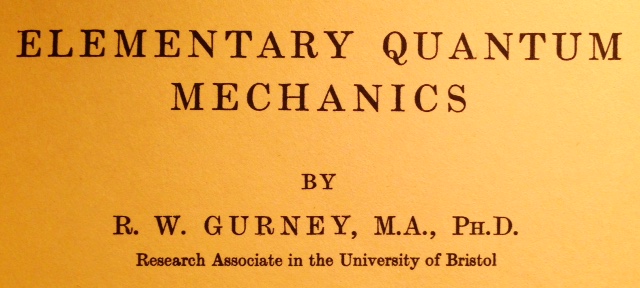 ELEMENTARY QUANTUM
MECHANICS
BY
R. W. GURNEY, M.A., PH.D.
Research Associate in the University of Bristol